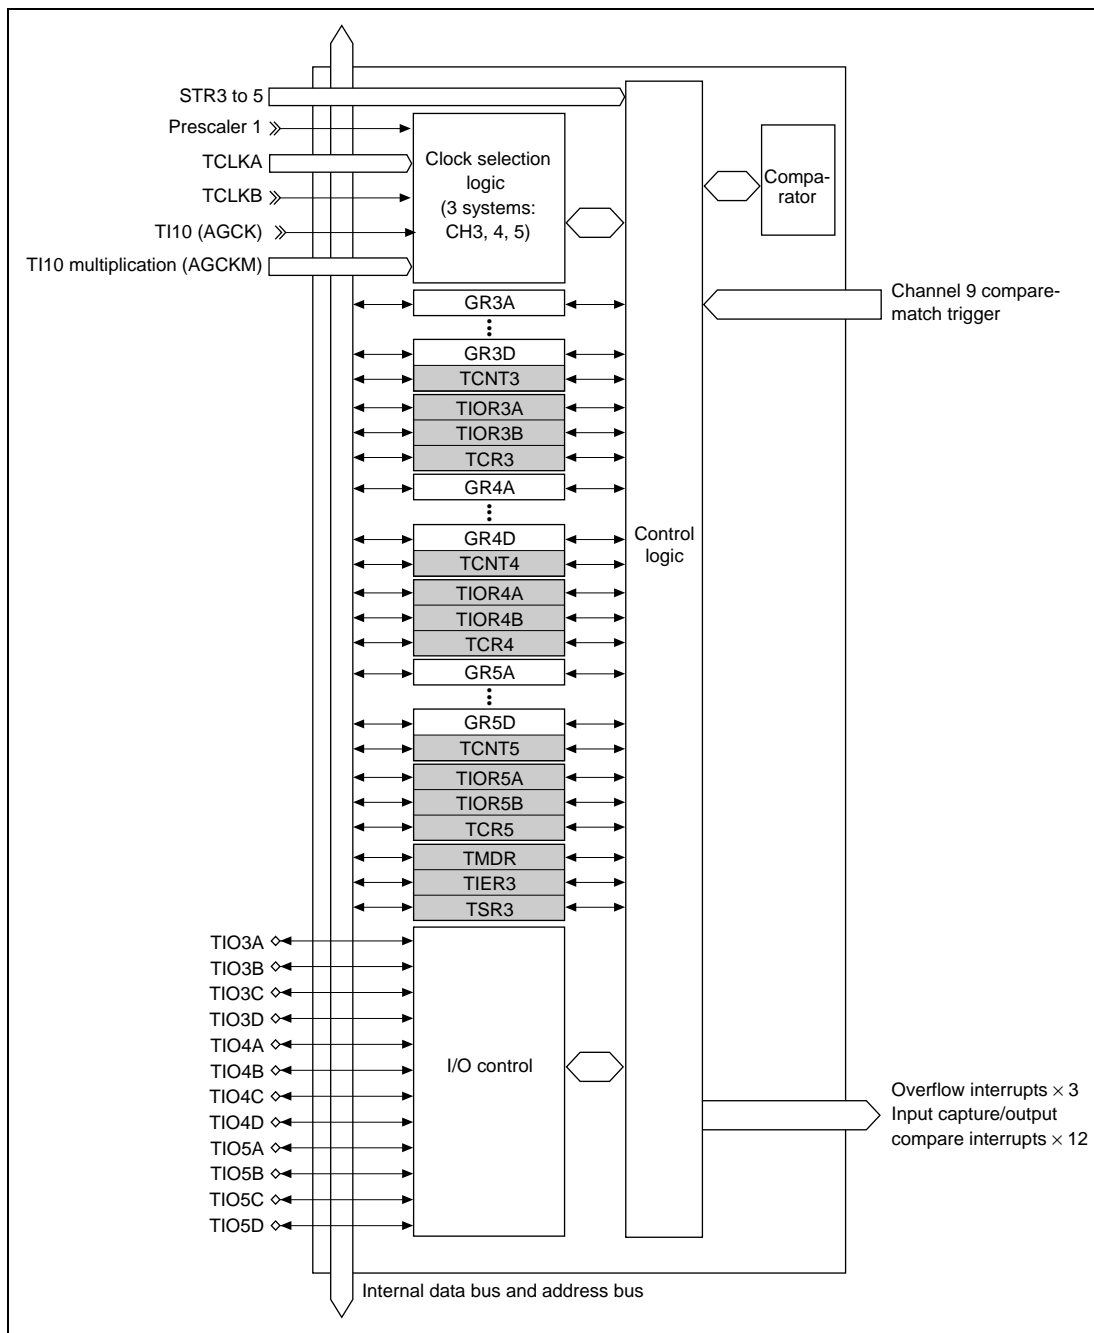 STR3 to 5
Prescaler 1
TCLKA
TCLKB
TI10 (AGCK)
TI10 multiplication (AGCKM)
Clock selection
logic
(3 systems:
CH3, 4, 5)
Compa-
rator
Channel 9 compare-
match trigger
GR3A
GR3D
TCNT3
TIOR3A
TIOR3B
TCR3
GR4A
GR4D
TCNT4
TIOR4A
TIOR4B
TCR4
GR5A
GR5D
TCNT5
TIOR5A
TIOR5B
TCR5
TMDR
TIER3
TSR3
Control
logic
TIO3A
TIO3B
TIO3C
TIO3D
TIO4A
TIO4B
TIO4C
TIO4D
TIO5A
TIO5B
TIO5C
TIO5D
I/O control
Overflow interrupts × 3
Input capture/output
compare interrupts × 12
Internal data bus and address bus